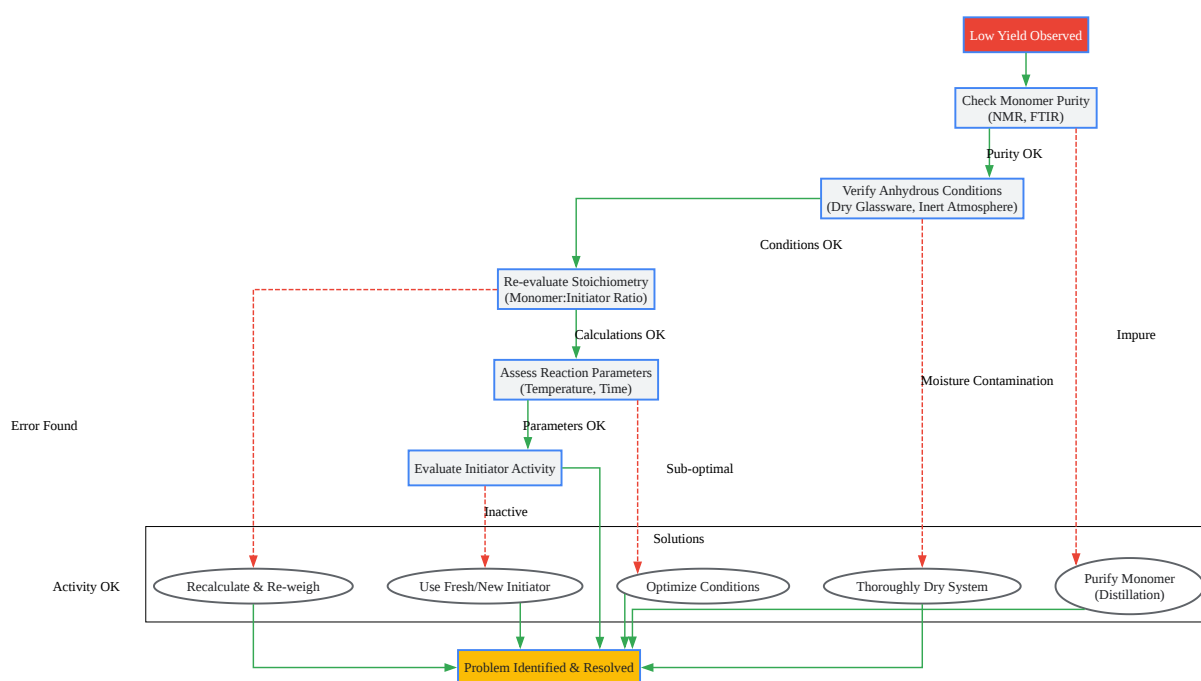 Low Yield Observed
Check Monomer Purity
(NMR, FTIR)
Purity OK
Verify Anhydrous Conditions
(Dry Glassware, Inert Atmosphere)
Conditions OK
Re-evaluate Stoichiometry
(Monomer:Initiator Ratio)
Calculations OK
Impure
Assess Reaction Parameters
(Temperature, Time)
Moisture Contamination
Error Found
Parameters OK
Evaluate Initiator Activity
Sub-optimal
Inactive
Solutions
Activity OK
Recalculate & Re-weigh
Use Fresh/New Initiator
Optimize Conditions
Thoroughly Dry System
Purify Monomer
(Distillation)
Problem Identified & Resolved